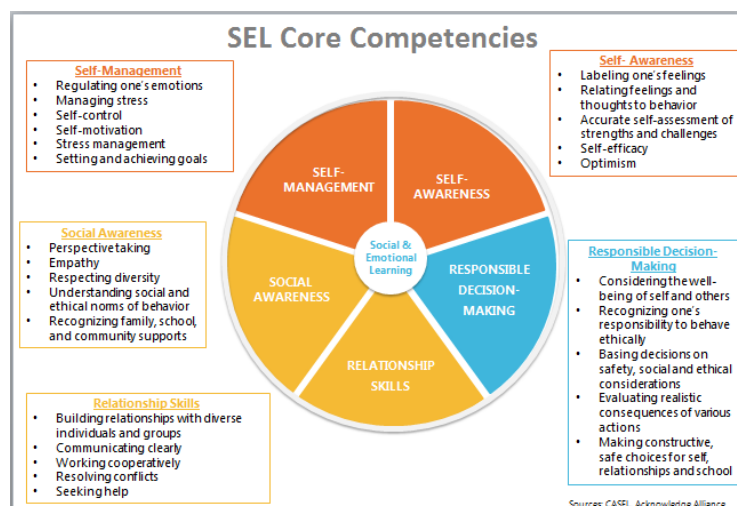 SEL Core Competencies
Self-Management
• Regulating one's emotions
• Managing stress
• Self-control
• Self-motivation
• Stress management
• Setting and achieving goals
Self- Awareness
• Labeling one's feelings
• Relating feelings and
thoughts to behavior
• Accurate self-assessment of
strengths and challenges
• Self-efficacy
• Optimism
SELF-
MANAGEMENT
SELF-
AWARENESS
Social &
Emotional
Learning
SOCIAL
AWARENESS
RESPONSIBLE
DECISION-
MAKING
RELATIONSHIP
SKILLS
Social Awareness
• Perspective taking
• Empathy
• Respecting diversity
• Understanding social and
ethical norms of behavior
• Recognizing family, school,
and community supports
Responsible Decision-
Making
• Considering the well-
being of self and others
• Recognizing one's
responsibility to behave
ethically
• Basing decisions on
safety, social and ethical
considerations
• Evaluating realistic
consequences of various
actions
• Making constructive,
safe choices for self,
relationships and school
Relationship Skills
• Building relationships with diverse
individuals and groups
• Communicating clearly
• Working cooperatively
• Resolving conflicts
• Seeking help
Sources: CASEL, Acknowledge Alliance